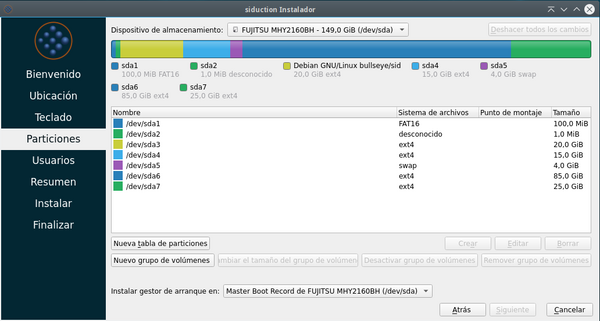 siduction Instalador
Bienvenido
Ubicación
Teclado
Particiones
Usuarios
Resumen
Instalar
Finalizar
Dispositivo de almacenamiento: FUJITSU MHY2160BH - 149,0 GiB (/dev/sda) Deshacer todos los cambios
sda1 sda2 Debian GNU/Linux bullseye/sid sda4 sda5
100,0 MiB FAT16 1,0 MiB desconocido 20,0 GiB ext4 15,0 GiB ext4 4,0 GiB swap
sda6 sda7
85,0 GiB ext4 25,0 GiB ext4
Nombre Sistema de archivos Punto de montaje Tamaño
/dev/sda1 FAT16 100,0 MiB
/dev/sda2 desconocido 1,0 MiB
/dev/sda3 ext4 20,0 GiB
/dev/sda4 ext4 15,0 GiB
/dev/sda5 swap 4,0 GiB
/dev/sda6 ext4 85,0 GiB
/dev/sda7 ext4 25,0 GiB
Nueva tabla de particiones Crear Editar Borrar
Nuevo grupo de volúmenes mbiar el tamaño del grupo de volúmen Desactivar grupo de volúmenes Remover grupo de volúmenes
Instalar gestor de arranque en: Master Boot Record de FUJITSU MHY2160BH (/dev/sda)
Atrás Siguiente Cancelar